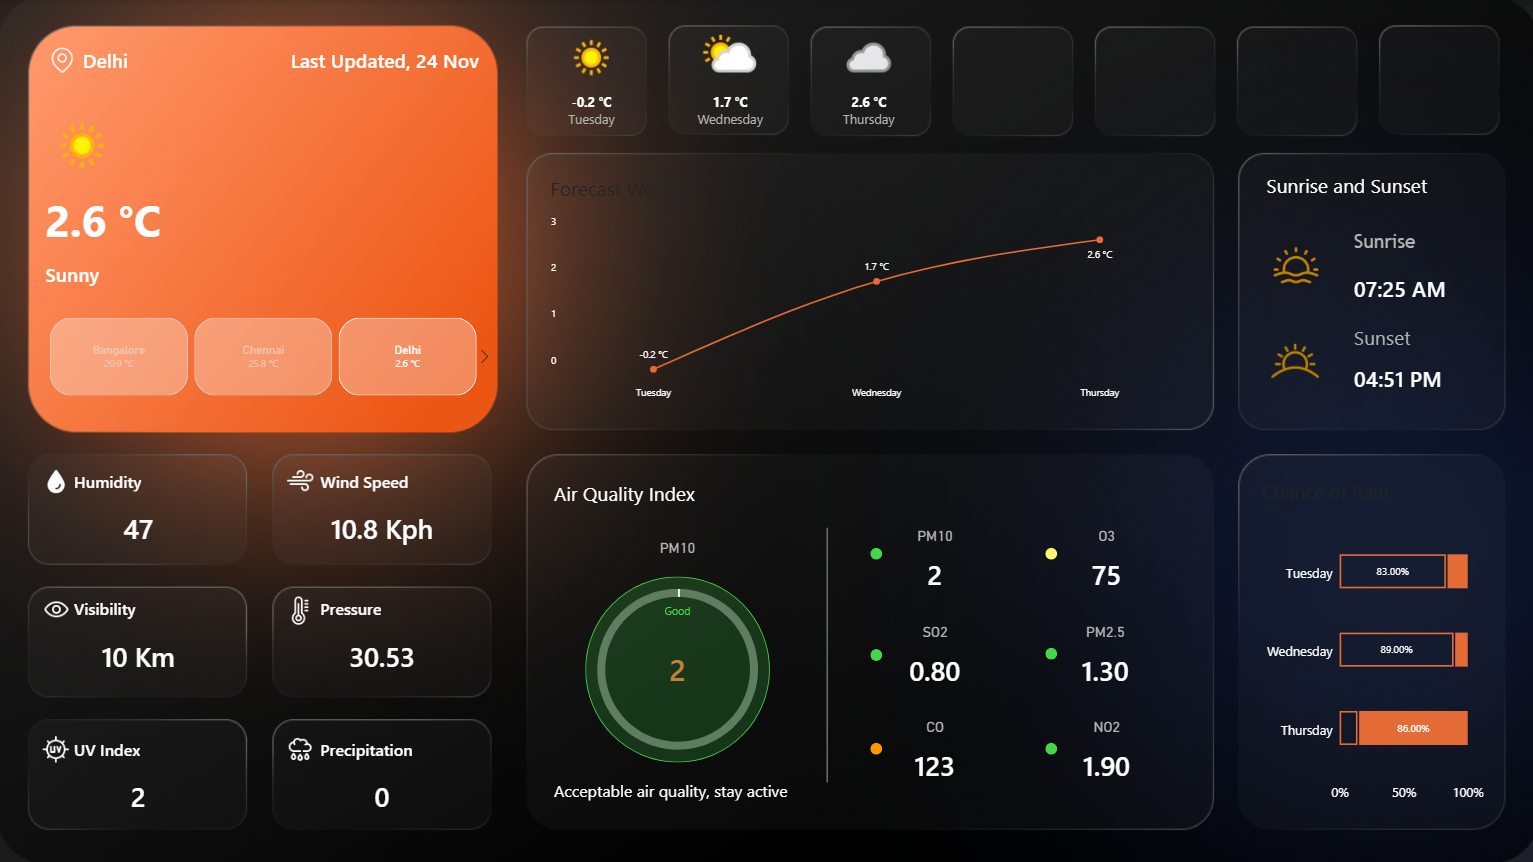 Delhi
Last Updated, 24 Nov
2.6 °C
Sunny
Bangalore
20.9 °C
Chennai
25.8 °C
Delhi
2.6 °C
-0.2 °C
Tuesday
1.7 °C
Wednesday
2.6 °C
Thursday
Forecast
3
2
1
0
-0.2 °C
1.7 °C
2.6 °C
Tuesday
Wednesday
Thursday
Sunrise and Sunset
Sunrise
07:25 AM
Sunset
04:51 PM
Humidity
47
Wind Speed
10.8 Kph
Visibility
10 Km
Pressure
30.53
UV
UV Index
2
Precipitation
0
Air Quality Index
PM10
Good
2
Acceptable air quality, stay active
PM10
2
O3
75
SO2
0.80
PM2.5
1.30
CO
123
NO2
1.90
Chance of Rain
Tuesday
83.00%
Wednesday
89.00%
Thursday
86.00%
0%
50%
100%